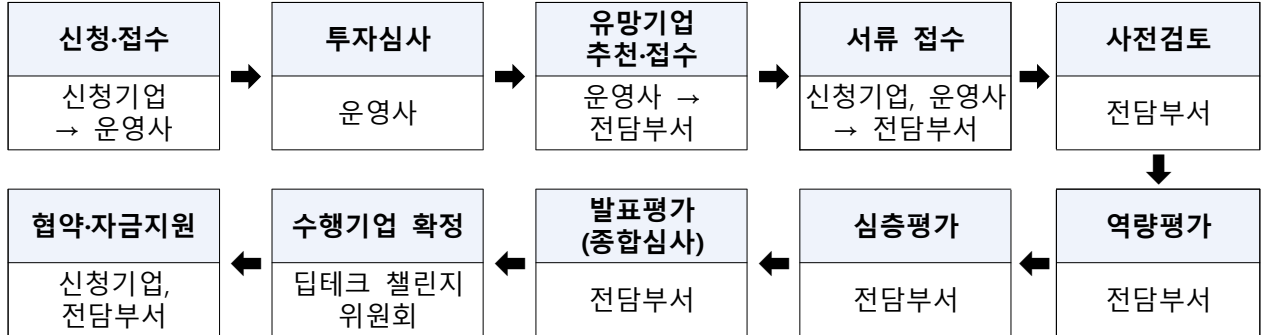 신청·접수
신청기업
→ 운영사
투자심사
운영사
유망기업
추천·접수
운영사 →
전담부서
서류 접수
신청기업, 운영사
→ 전담부서
사전검토
전담부서
역량평가
전담부서
심층평가
전담부서
발표평가
(종합심사)
전담부서
수행기업 확정
딥테크 챌린지
위원회
협약·자금지원
신청기업,
전담부서